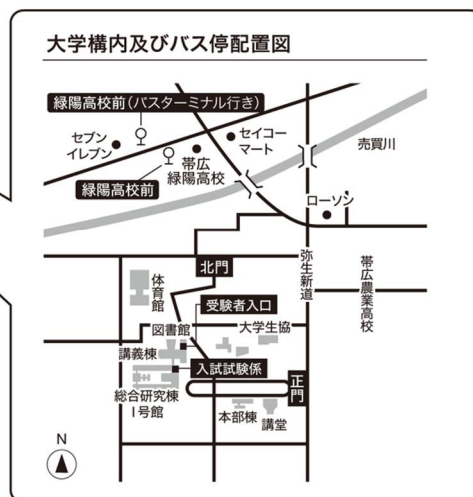 大学構内及びバス停配置図
緑陽高校前(バスターミナル行き)
セブン
イレブン
セイコー
マート
売買川
帯広
緑陽高校
緑陽高校前
ローソン
北門
弥生新道
帯広農業高校
体育館
受験者入口
図書館
大学生協
講義棟
入試試験係
正門
総合研究棟
I号館
本部棟
講堂
N